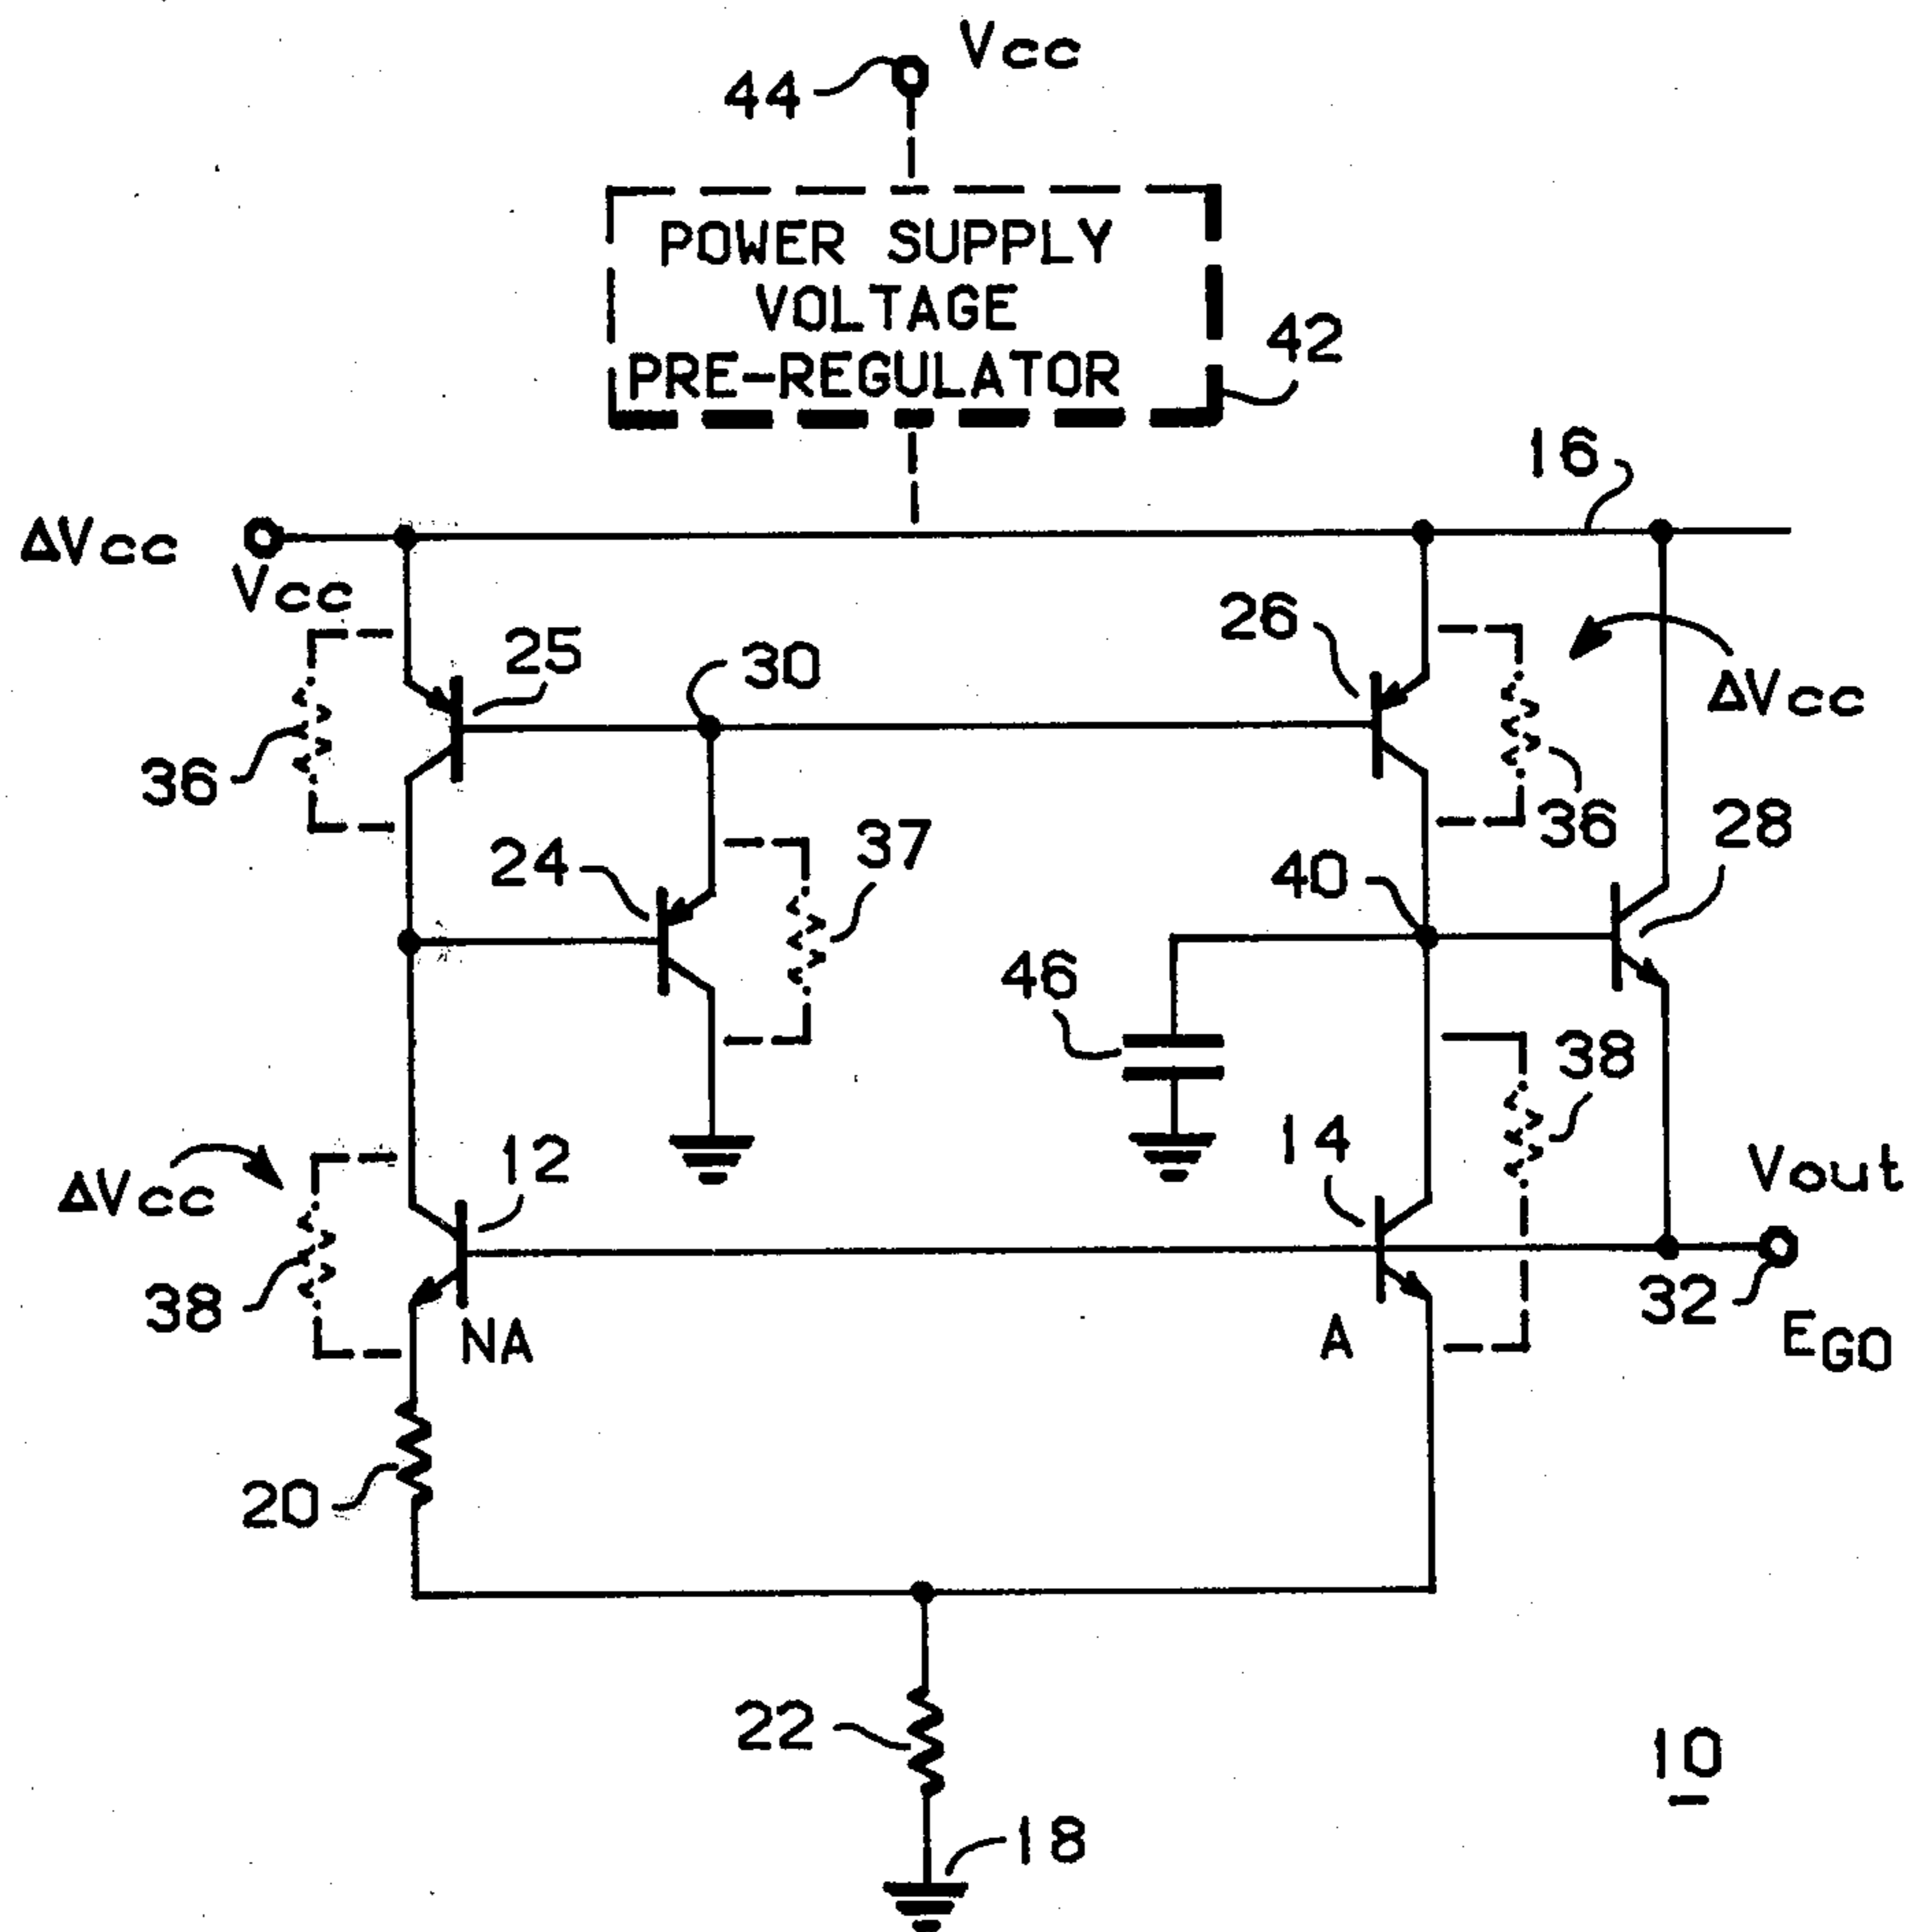 Vcc
44
POWER SUPPLY
VOLTAGE
PRE-REGULATOR
42
16
ΔVcc
Vcc
25
30
26
ΔVcc
36
24
37
40
36
28
46
38
ΔVcc
12
14
Vout
38
NA
A
32
EGO
20
22
10
18